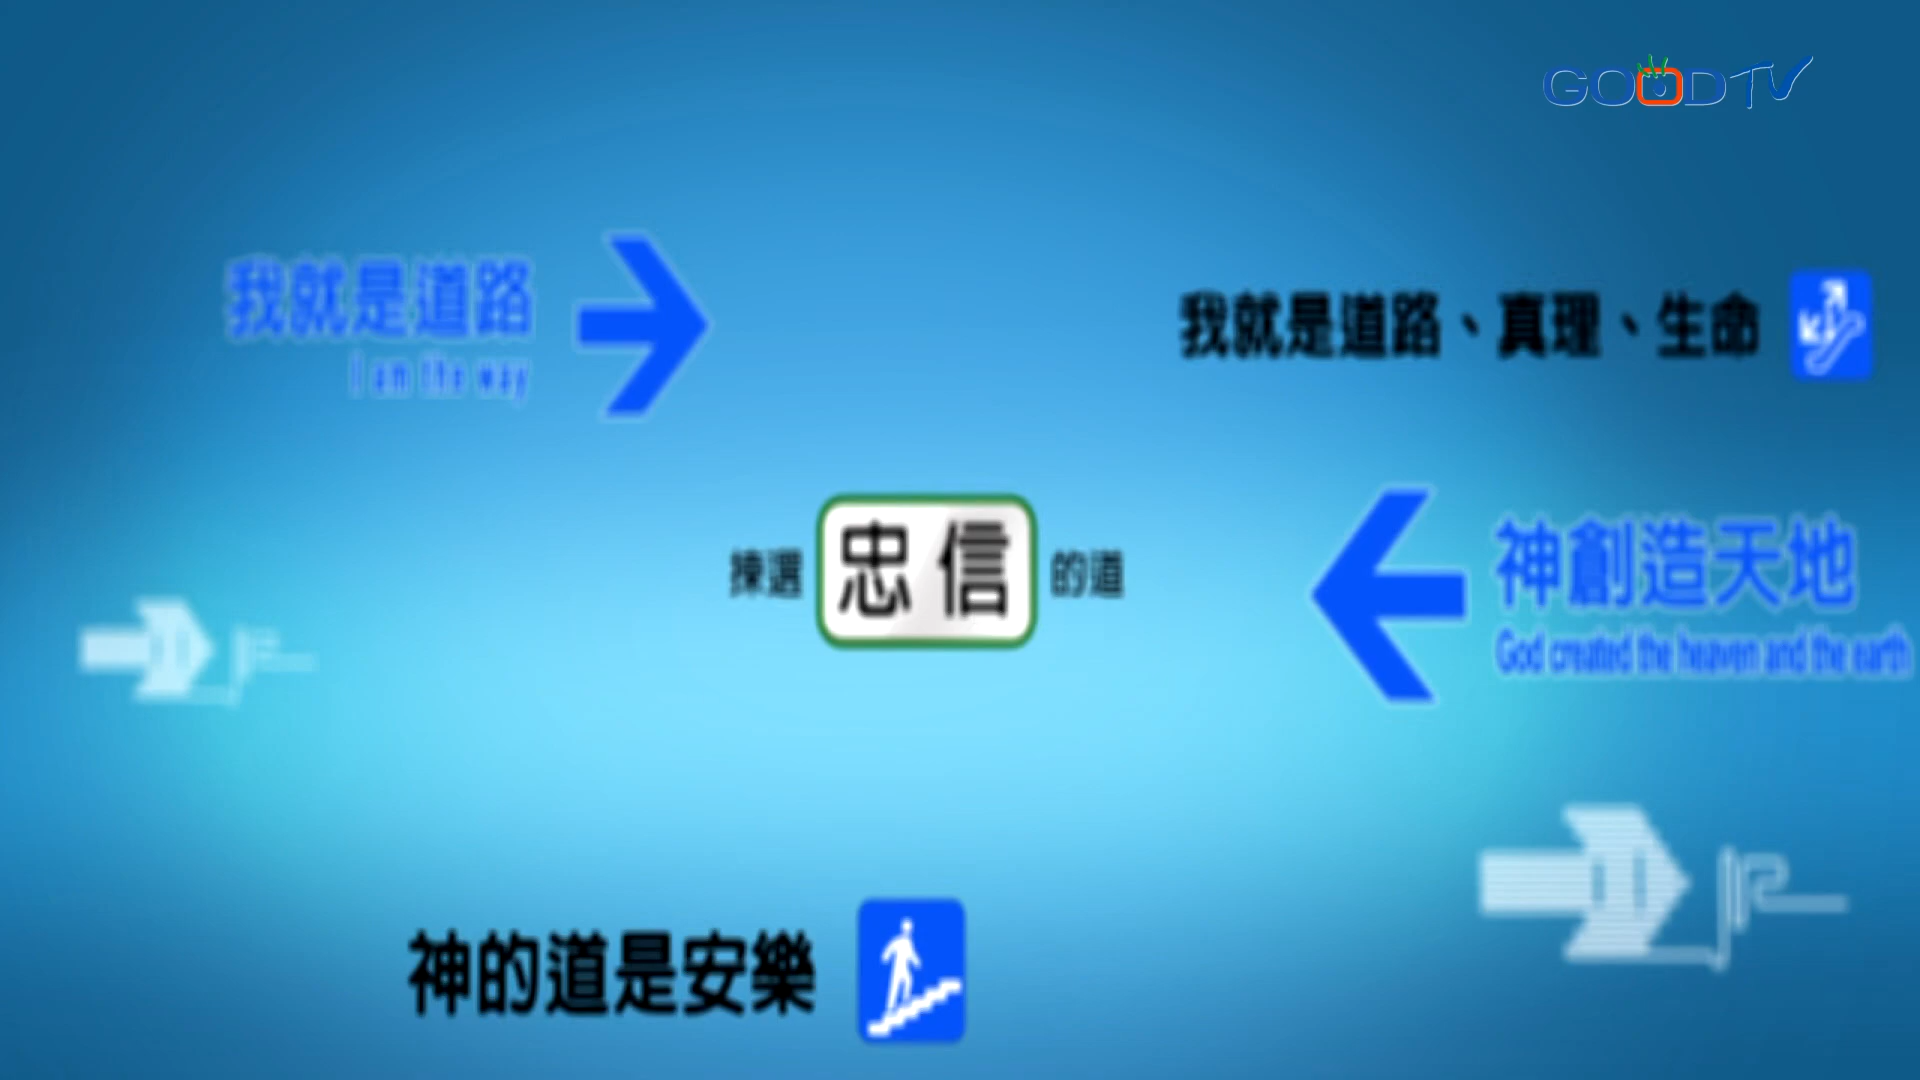 GOOD TV
我就是道路
I am the way
我就是道路、真理、生命
揀選 忠信 的道
神創造天地
God created the heaven and the earth
神的道是安樂